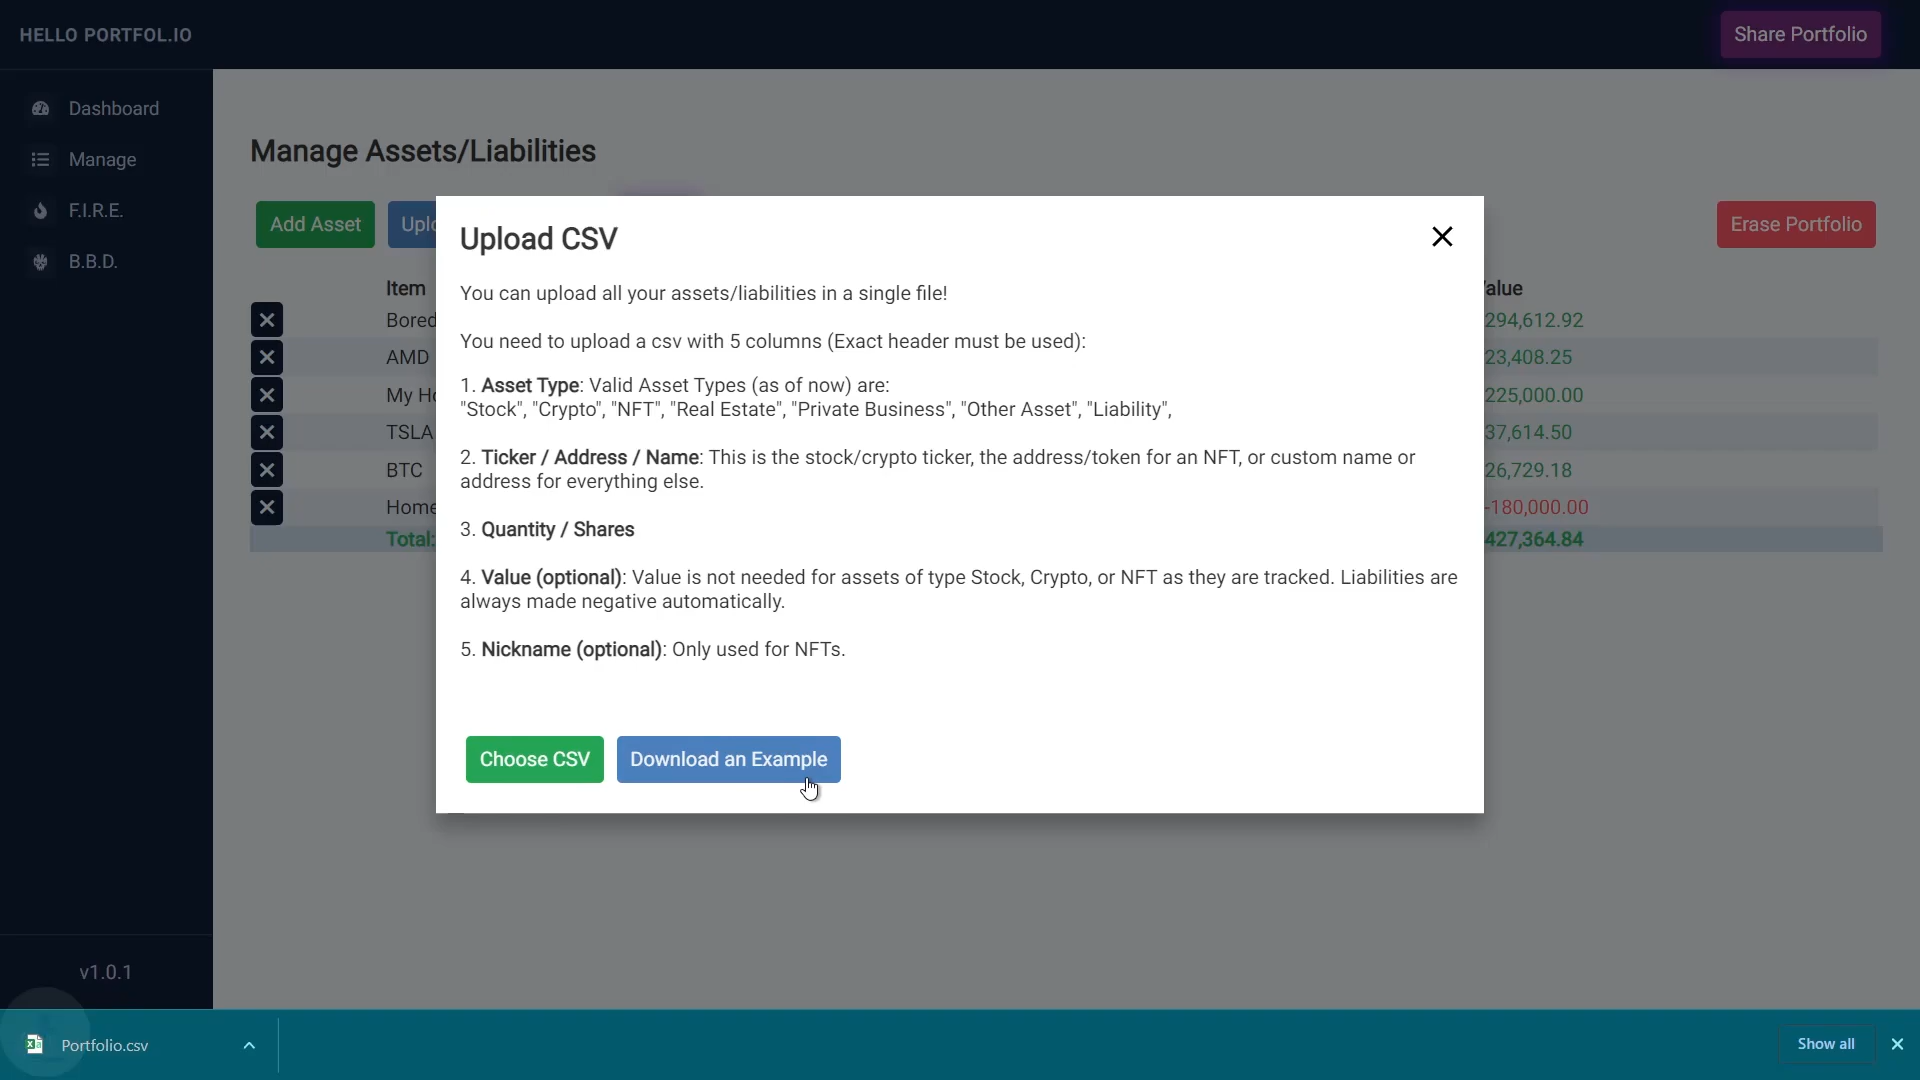 HELLO PORTFOL.IO
Share Portfolio
Dashboard
Manage
F.I.R.E.
B.B.D.
v1.0.1
Manage Assets/Liabilities
Add Asset
Erase Portfolio
Item
Bored
294,612.92
AMD
23,408.25
225,000.00
TSLA
37,614.50
BTC
26,729.18
Home
-180,000.00
Total:
427,364.84
Upload CSV
You can upload all your assets/liabilities in a single file!
You need to upload a csv with 5 columns (Exact header must be used):
1. Asset Type: Valid Asset Types (as of now) are:
"Stock", "Crypto", "NFT", "Real Estate", "Private Business", "Other Asset", "Liability",
2. Ticker / Address / Name: This is the stock/crypto ticker, the address/token for an NFT, or custom name or
address for everything else.
3. Quantity / Shares
4. Value (optional): Value is not needed for assets of type Stock, Crypto, or NFT as they are tracked. Liabilities are
always made negative automatically.
5. Nickname (optional): Only used for NFTs.
Choose CSV
Download an Example
Portfolio.csv
Show all